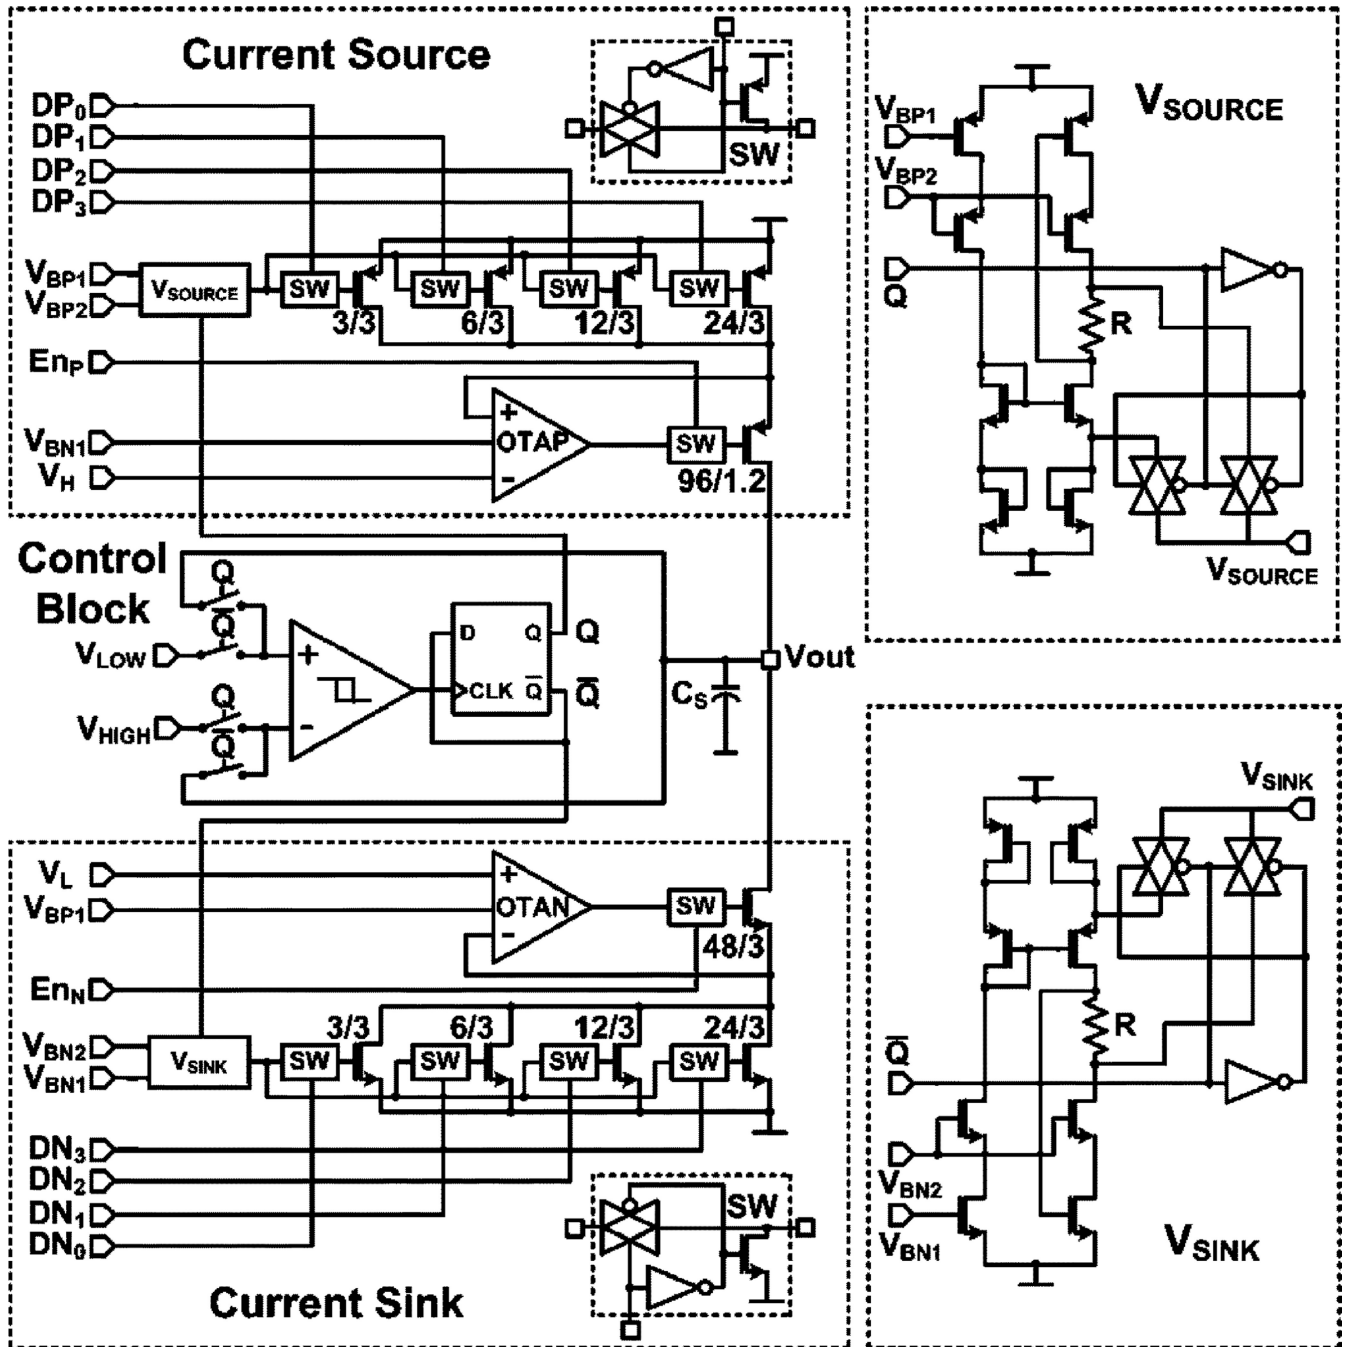 Current Source
SW
DP0
DP1
DP2
DP3
VBP1
VBP2
VSOURCE
SW
SW
SW
SW
3/3
6/3
12/3
24/3
EnP
VBN1
VH
+
OTAP
-
SW
96/1.2
Control
Block
Q
Q̅
VLOW
+
VHIGH
Q
Q̅
-
D
Q
CLK
Q̅
Q
Q̅
CS
Vout
VL
VBP1
+
OTAN
-
SW
48/3
EnN
VBN2
VBN1
VSINK
3/3
6/3
12/3
24/3
SW
SW
SW
SW
DN3
DN2
DN1
DN0
SW
Current Sink
VBP1
VSOURCE
VBP2
Q
R
VSOURCE
VSINK
R
Q̅
VBN2
VBN1
VSINK